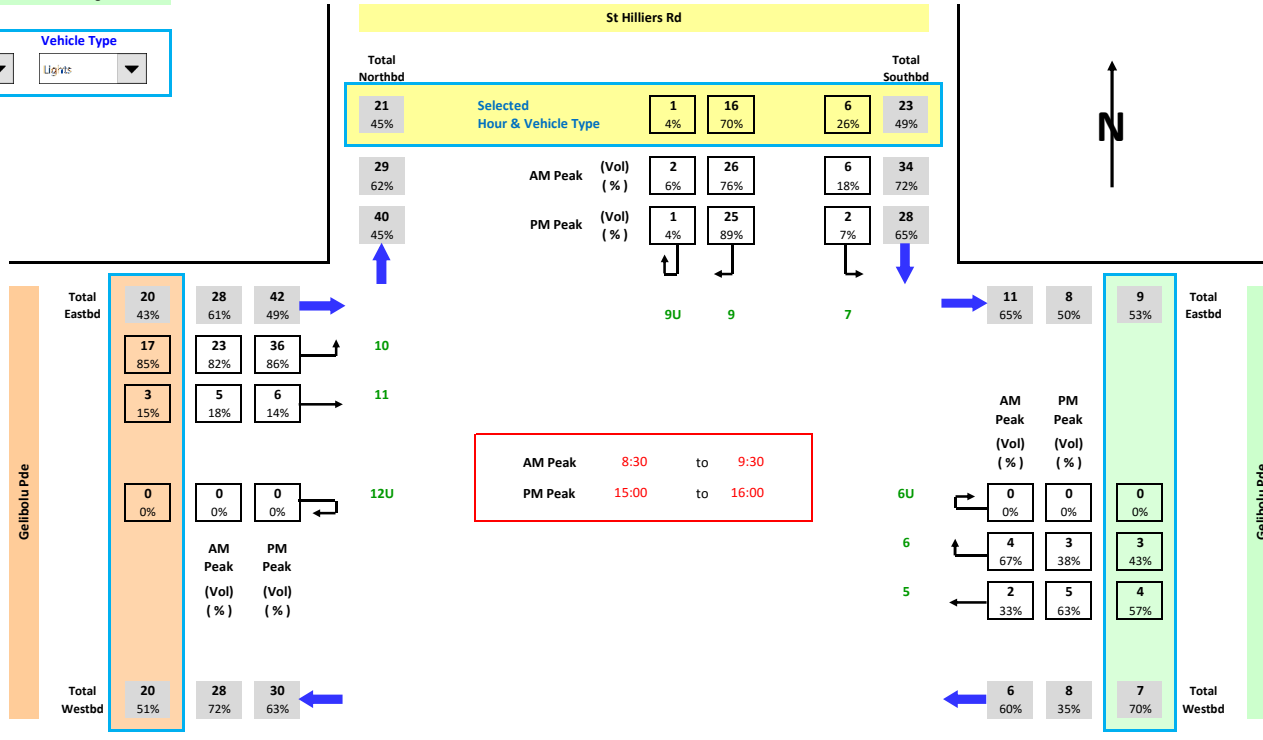 St Hilliers Rd
Vehicle Type
Lights
Total
Northbd
Total
Southbd
21
45%
Selected
Hour & Vehicle Type
1
4%
16
70%
6
26%
23
49%
N
29
62%
AM Peak
(Vol)
( % )
2
6%
26
76%
6
18%
34
72%
40
45%
PM Peak
(Vol)
( % )
1
4%
25
89%
2
7%
28
65%
Total
Eastbd
20
43%
28
61%
42
49%
9U
9
7
11
65%
8
50%
9
53%
Total
Eastbd
17
85%
23
82%
36
86%
10
3
15%
5
18%
6
14%
11
AM
Peak
(Vol)
( % )
PM
Peak
(Vol)
( % )
Gelibolu Pde
AM Peak 8:30 to 9:30
PM Peak 15:00 to 16:00
Gelibolu Pde
0
0%
0
0%
0
0%
12U
6U
0
0%
0
0%
0
0%
6
4
67%
3
38%
3
43%
5
2
33%
5
63%
4
57%
AM
Peak
(Vol)
( % )
PM
Peak
(Vol)
( % )
Total
Westbd
20
51%
28
72%
30
63%
6
60%
8
35%
7
70%
Total
Westbd